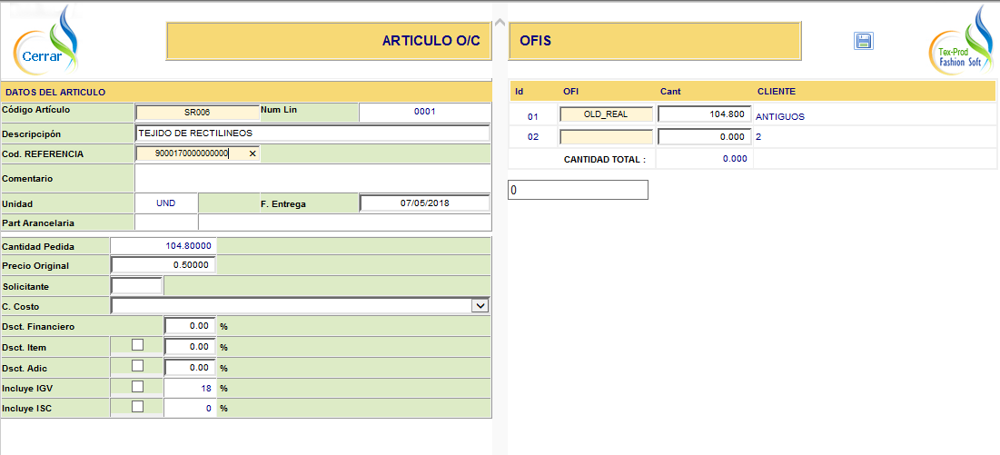 Cerrar
ARTICULO O/C
OFIS
Tex-Prod
Fashion Soft
DATOS DEL ARTICULO
Código Artículo SR006 Num Lin 0001
Descripcipón TEJIDO DE RECTILINEOS
Cod. REFERENCIA 9000170000000000
Comentario
Unidad UND F. Entrega 07/05/2018
Part Arancelaria
Cantidad Pedida 104.80000
Precio Original 0.50000
Solicitante
C. Costo
Dsct. Financiero 0.00 %
Dsct. Item 0.00 %
Dsct. Adic 0.00 %
Incluye IGV 18 %
Incluye ISC 0 %
Id OFI Cant CLIENTE
01 OLD_REAL 104.800 ANTIGUOS
02 0.000 2
CANTIDAD TOTAL : 0.000
0